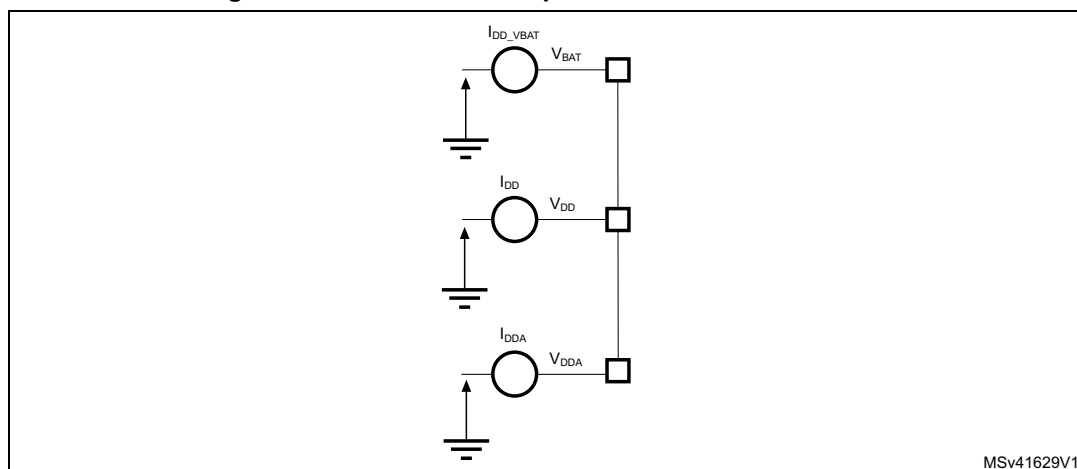 I_DD_VBAT
V_BAT
I_DD
V_DD
I_DDA
V_DDA
MSv41629V1